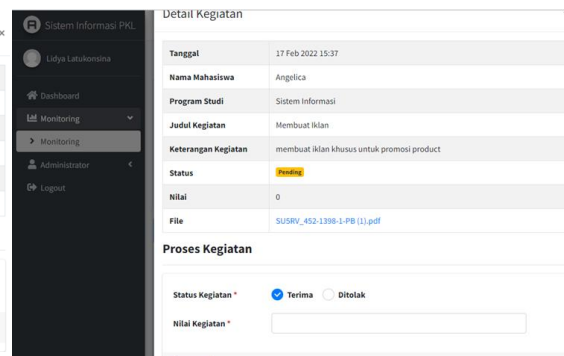 Sistem Informasi PKL
Lidya Latukonsina
Dashboard
Monitoring
Monitoring
Administrator
Logout
Detail Kegiatan
Tanggal 17 Feb 2022 15:37
Nama Mahasiswa Angelica
Program Studi Sistem Informasi
Judul Kegiatan Membuat Iklan
Keterangan Kegiatan membuat iklan khusus untuk promosi product
Status Pending
Nilai 0
File SU5RV_452-1398-1-PB (1).pdf
Proses Kegiatan
Status Kegiatan * Terima Ditolak
Nilai Kegiatan *